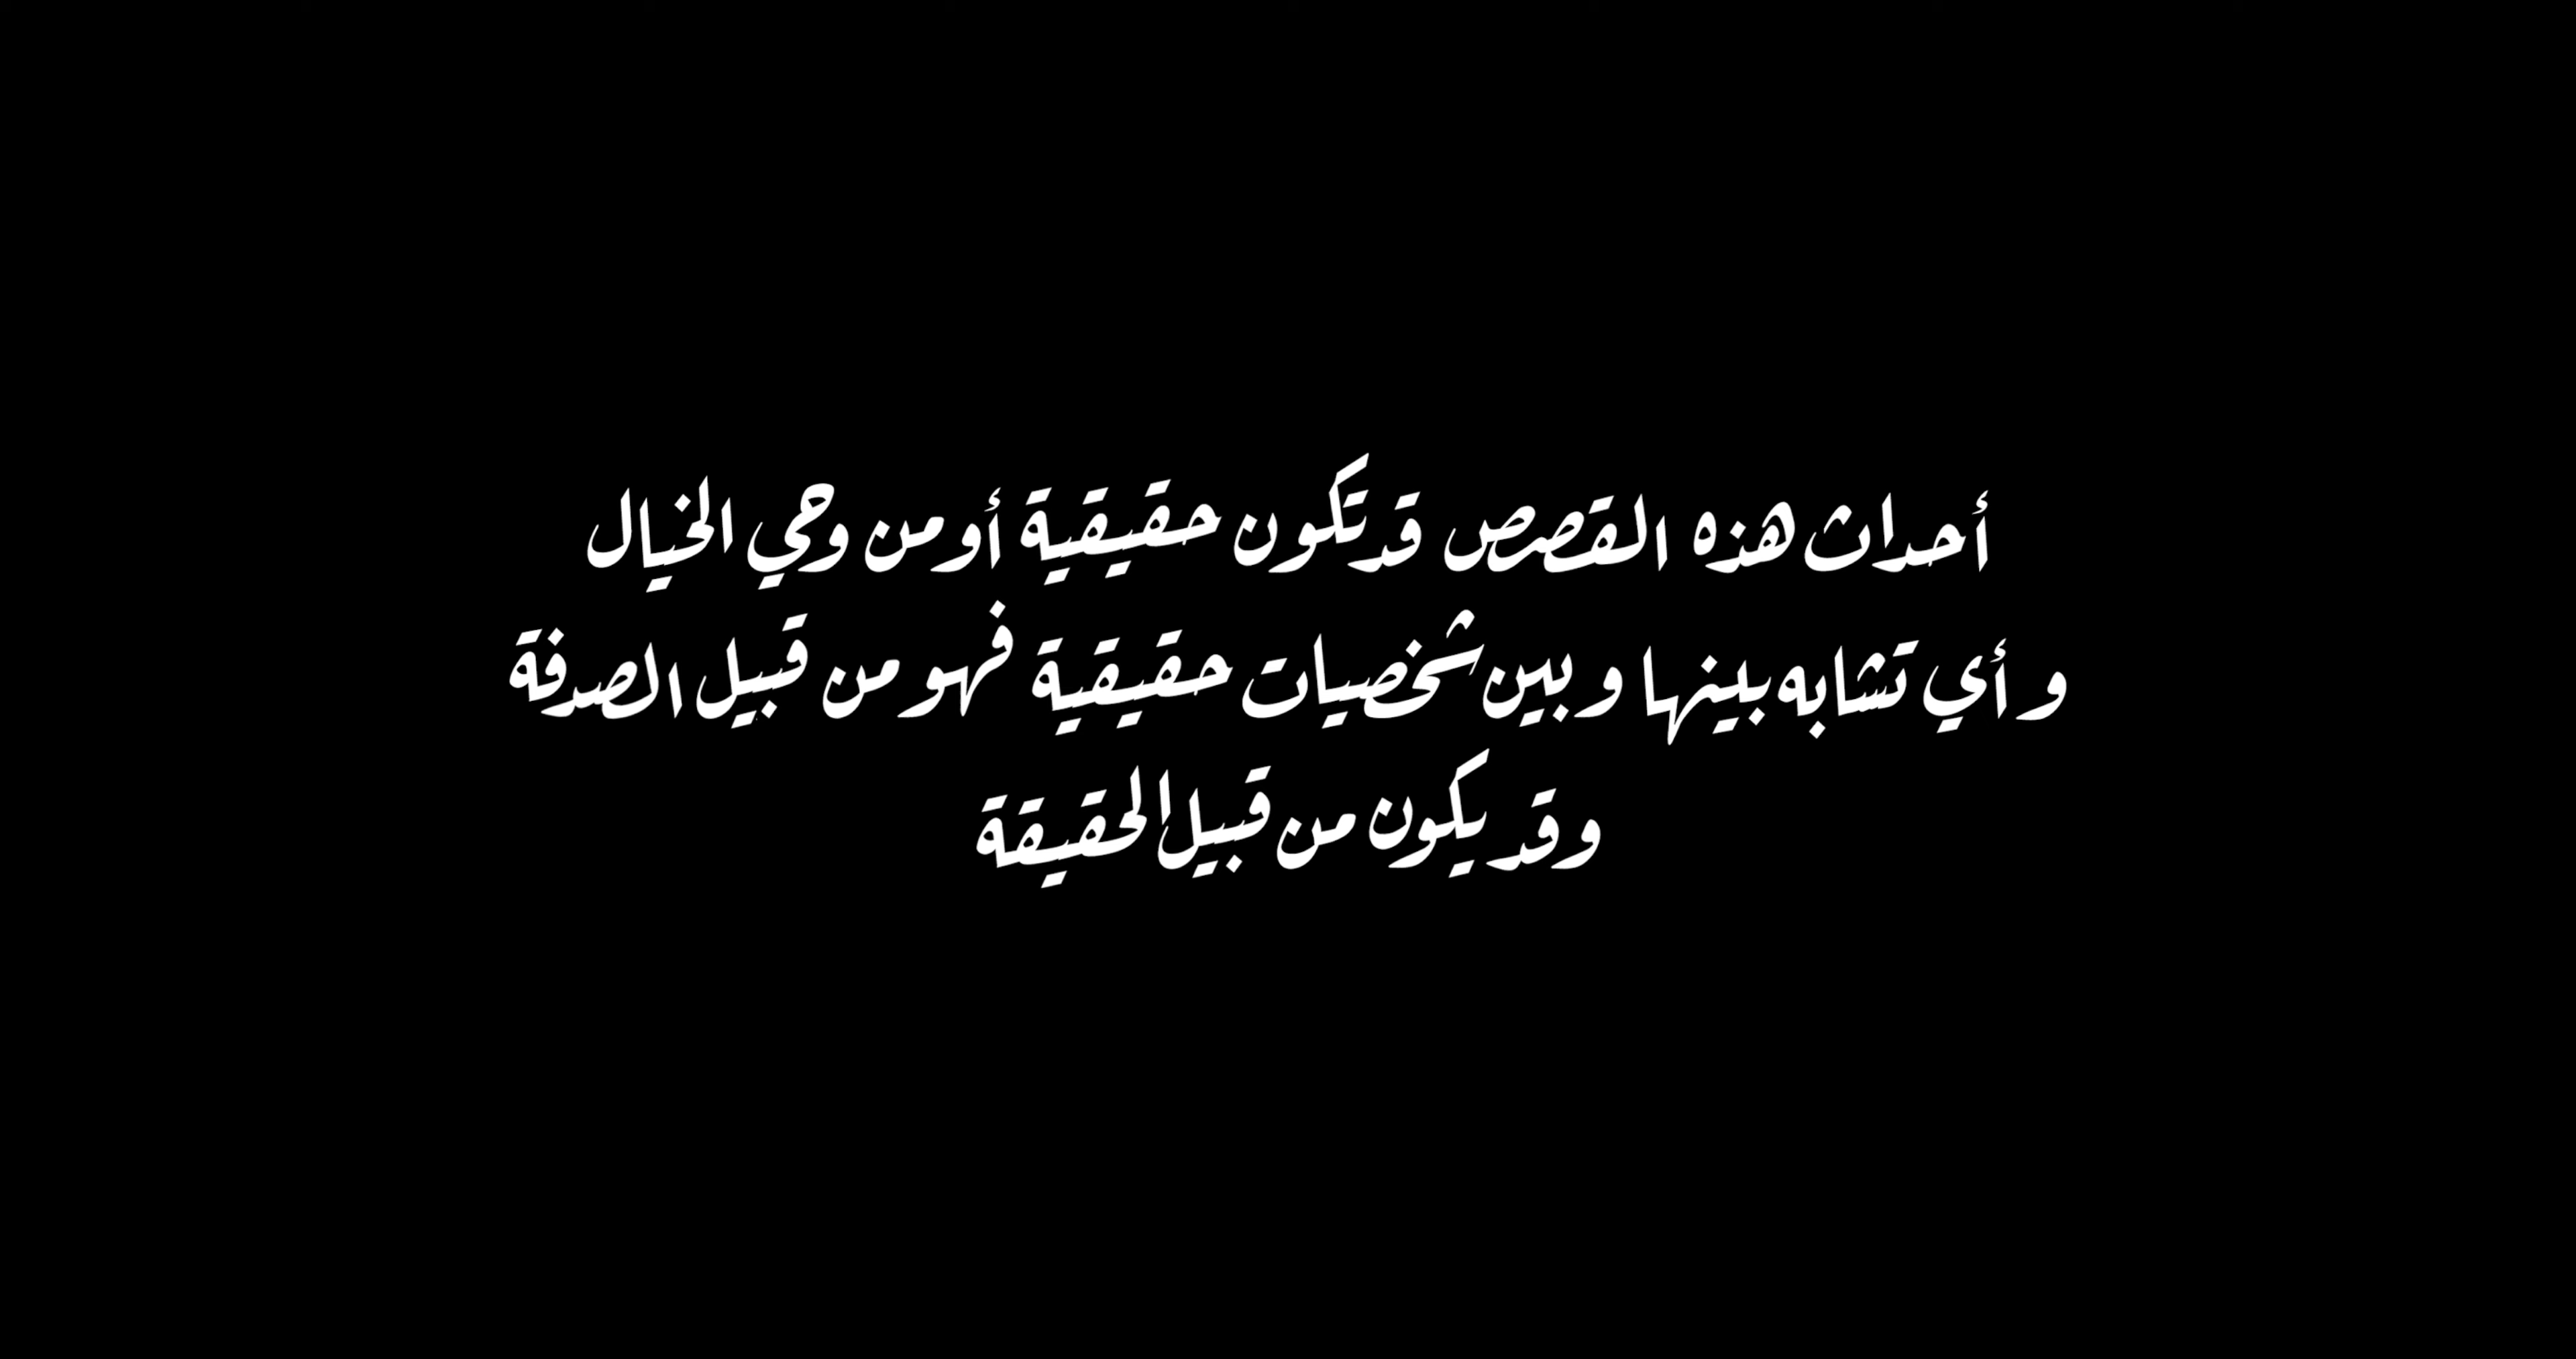 أحداث هذه القصص قد تكون حقيقية أو من وحي الخيال
و أي تشابه بينها وبين شخصيات حقيقية فهو من قبيل الصدفة
وقد يكون من قبيل الحقيقة